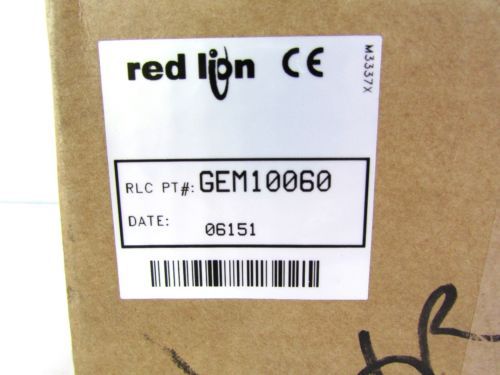 red lion CE
M3337X
RLC PT#: GEM10060
DATE: 06151